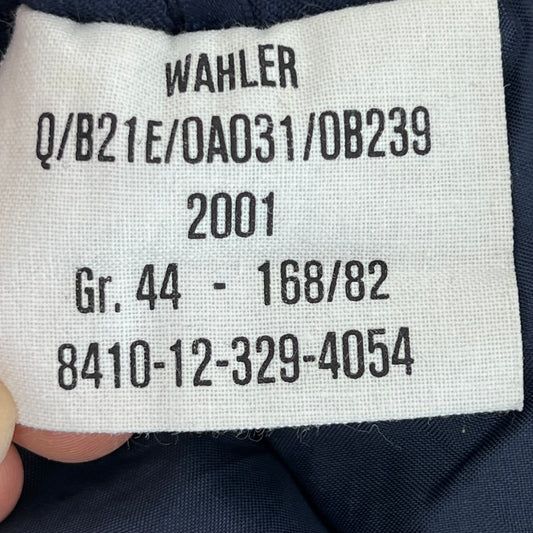 WAHLER
Q/B21E/0A031/0B239
2001
Gr. 44 - 168/82
8410-12-329-4054